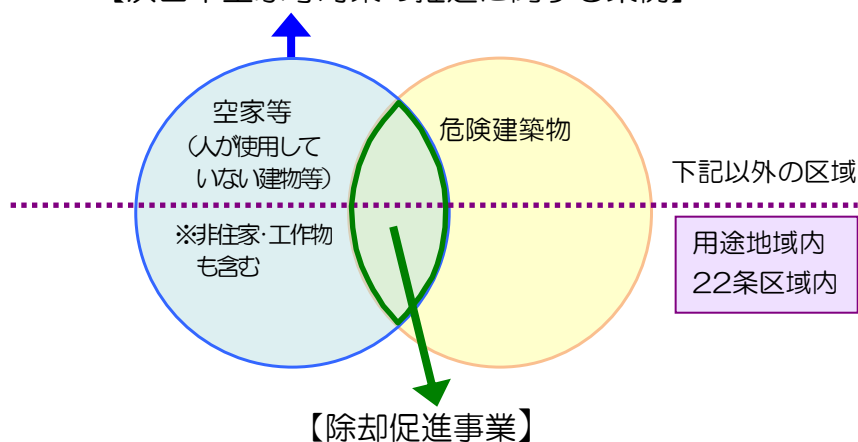 空家等
（人が使用して
いない建物等）
※非住家・工作物
も含む
危険建築物
下記以外の区域
用途地域内
22条区域内
【除却促進事業】